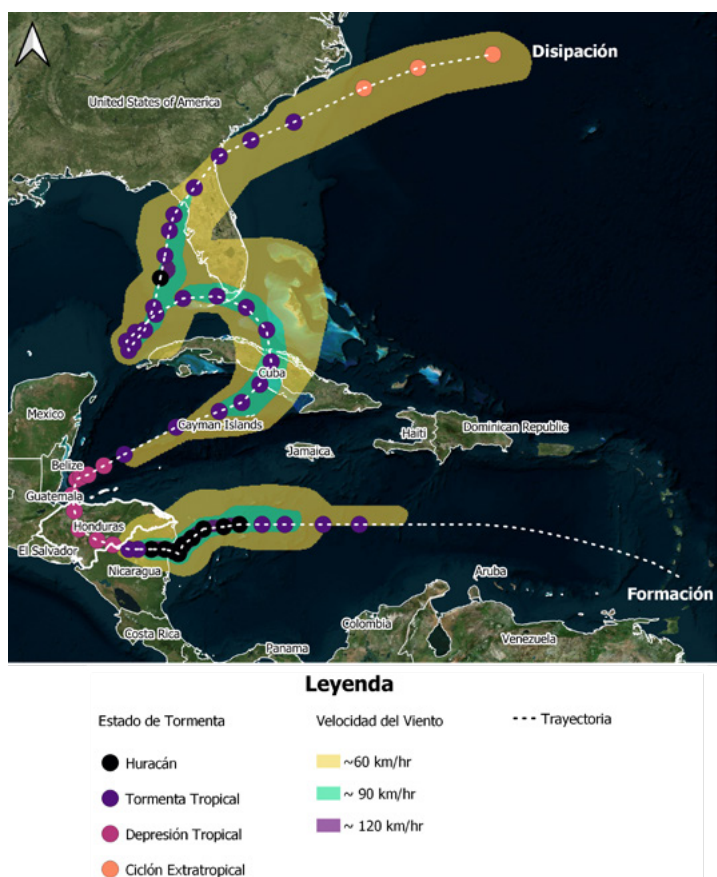 Disipación
United States of America
Cuba
Mexico
Cayman Islands
Haiti
Dominican Republic
Jamaica
Belize
Guatemala
Honduras
El Salvador
Nicaragua
Aruba
Formación
Costa Rica
Panama
Colombia
Venezuela
Leyenda
Estado de Tormenta
Velocidad del Viento
Trayectoria
Huracán
~60 km/hr
Tormenta Tropical
~ 90 km/hr
Depresión Tropical
~ 120 km/hr
Ciclón Extratropical